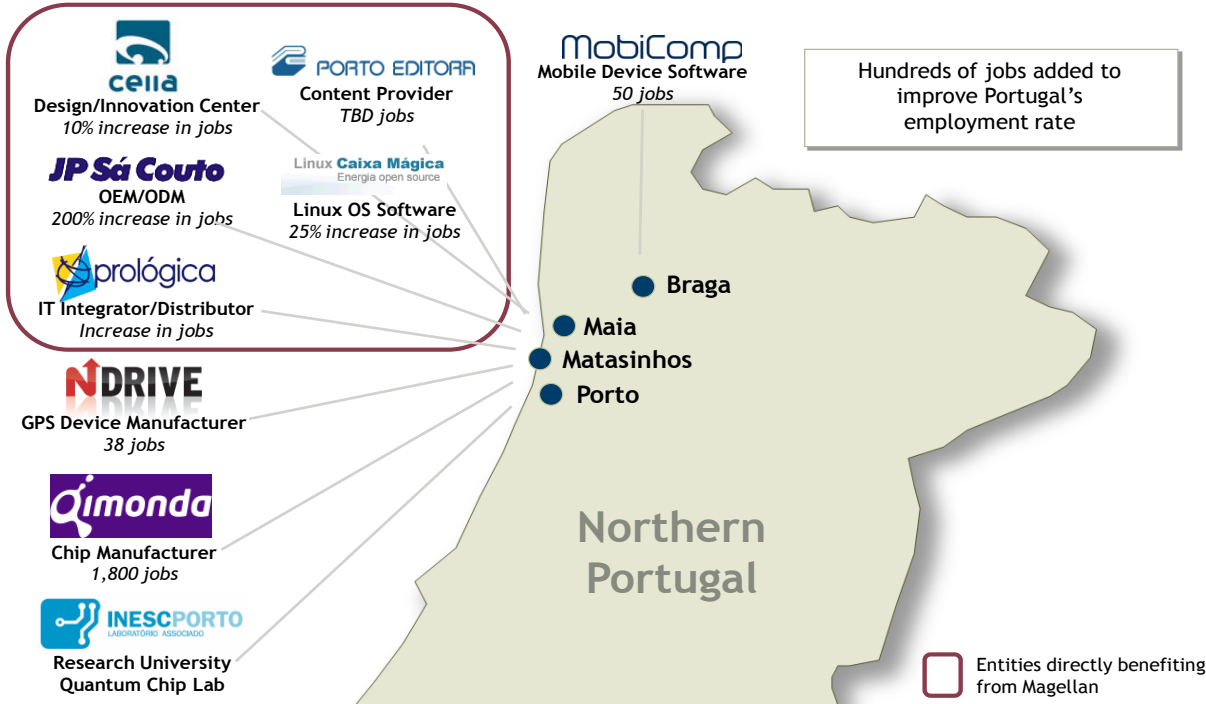 ceiia
Design/Innovation Center
10% increase in jobs
PORTO EDITORA
Content Provider
TBD jobs
JP Sá Couto
OEM/ODM
200% increase in jobs
Linux Caixa Mágica
Energia open source
Linux OS Software
25% increase in jobs
prológica
IT Integrator/Distributor
Increase in jobs
NDRIVE
GPS Device Manufacturer
38 jobs
Qimonda
Chip Manufacturer
1,800 jobs
INESCPORTO
LABORATÓRIO ASSOCIADO
Research University
Quantum Chip Lab
MobiComp
Mobile Device Software
50 jobs
Hundreds of jobs added to
improve Portugal’s
employment rate
Braga
Maia
Matasinhos
Porto
Northern
Portugal
Entities directly benefiting
from Magellan